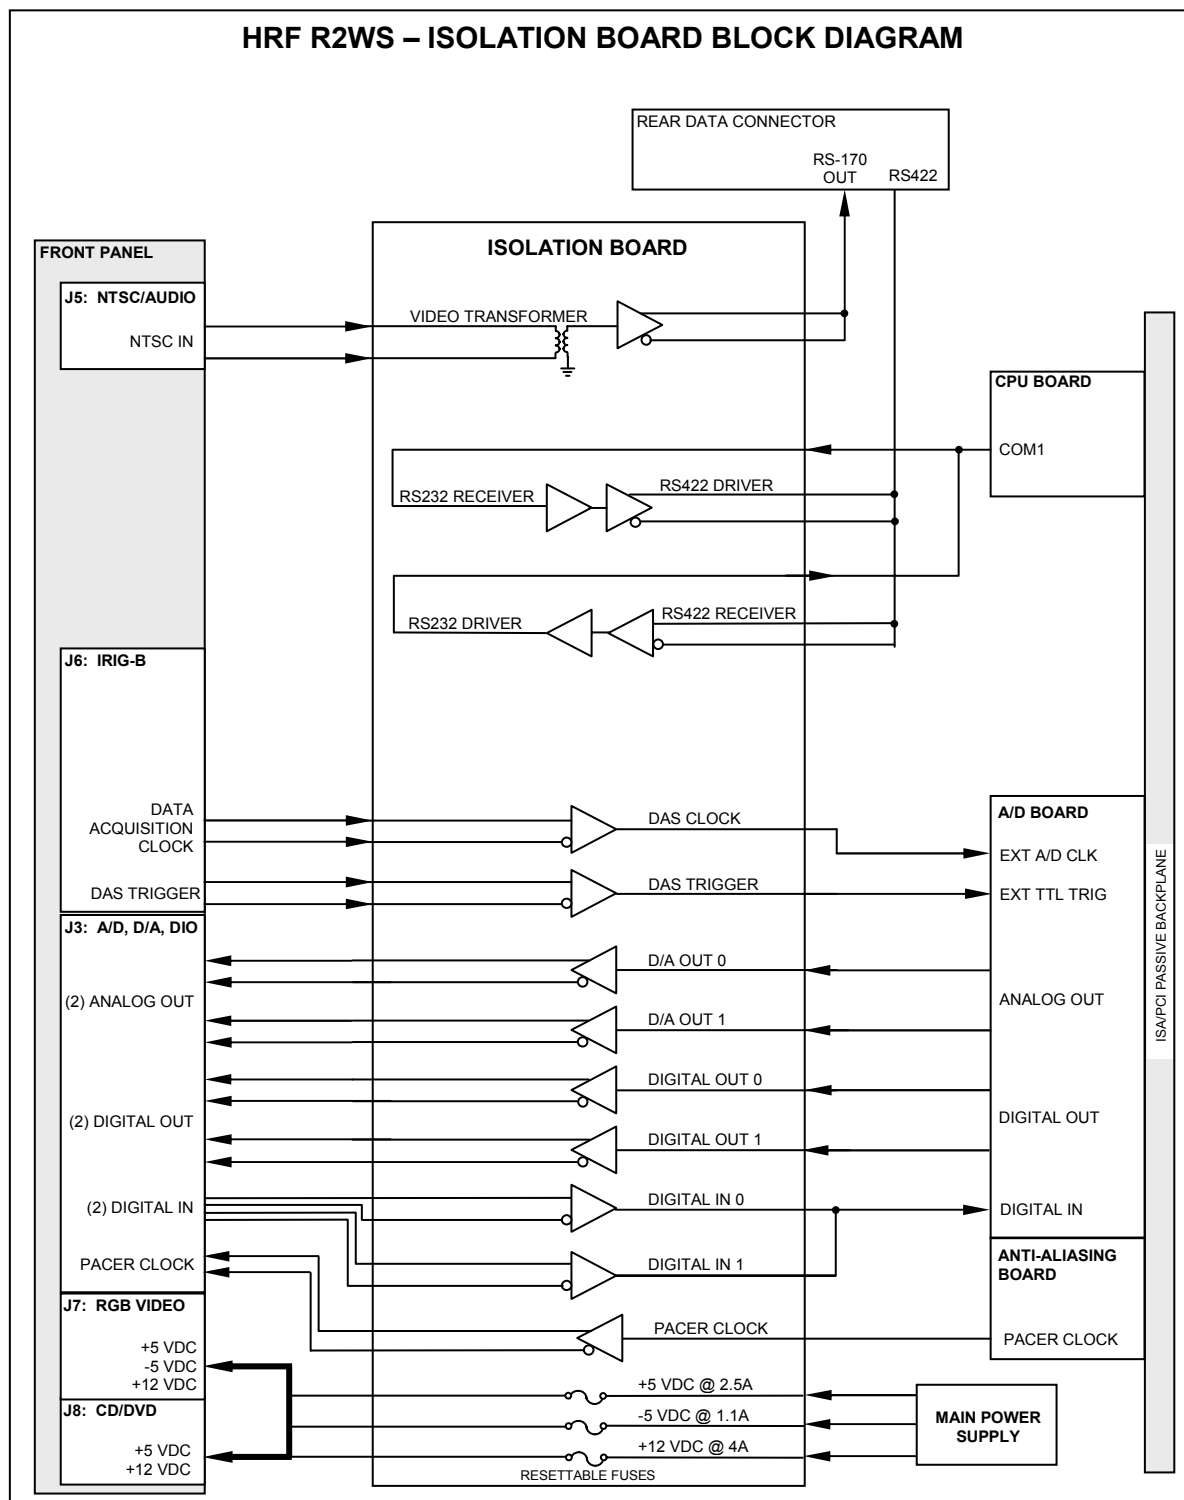 HRF R2WS – ISOLATION BOARD BLOCK DIAGRAM
REAR DATA CONNECTOR
RS-170
OUT
RS422
ISOLATION BOARD
FRONT PANEL
J5: NTSC/AUDIO
NTSC IN
VIDEO TRANSFORMER
CPU BOARD
COM1
RS232 RECEIVER
RS422 DRIVER
RS232 DRIVER
RS422 RECEIVER
J6: IRIG-B
DATA
ACQUISITION
CLOCK
DAS TRIGGER
DAS CLOCK
DAS TRIGGER
A/D BOARD
EXT A/D CLK
EXT TTL TRIG
ISA/PCI PASSIVE BACKPLANE
J3: A/D, D/A, DIO
(2) ANALOG OUT
D/A OUT 0
D/A OUT 1
ANALOG OUT
(2) DIGITAL OUT
DIGITAL OUT 0
DIGITAL OUT 1
DIGITAL OUT
(2) DIGITAL IN
DIGITAL IN 0
DIGITAL IN 1
DIGITAL IN
PACER CLOCK
PACER CLOCK
ANTI-ALIASING
BOARD
PACER CLOCK
J7: RGB VIDEO
+5 VDC
-5 VDC
+12 VDC
J8: CD/DVD
+5 VDC
+12 VDC
+5 VDC @ 2.5A
-5 VDC @ 1.1A
+12 VDC @ 4A
RESETTABLE FUSES
MAIN POWER
SUPPLY